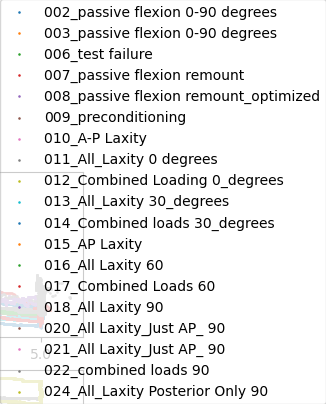 002_passive flexion 0-90 degrees
003_passive flexion 0-90 degrees
006_test failure
007_passive flexion remount
008_passive flexion remount_optimized
009_preconditioning
010_A-P Laxity
011_All_Laxity 0 degrees
012_Combined Loading 0_degrees
013_All_Laxity 30_degrees
014_Combined loads 30_degrees
015_AP Laxity
016_All Laxity 60
017_Combined Loads 60
018_All Laxity 90
020_All Laxity_Just AP_ 90
021_All Laxity_Just AP_ 90
022_combined loads 90
024_All_Laxity Posterior Only 90